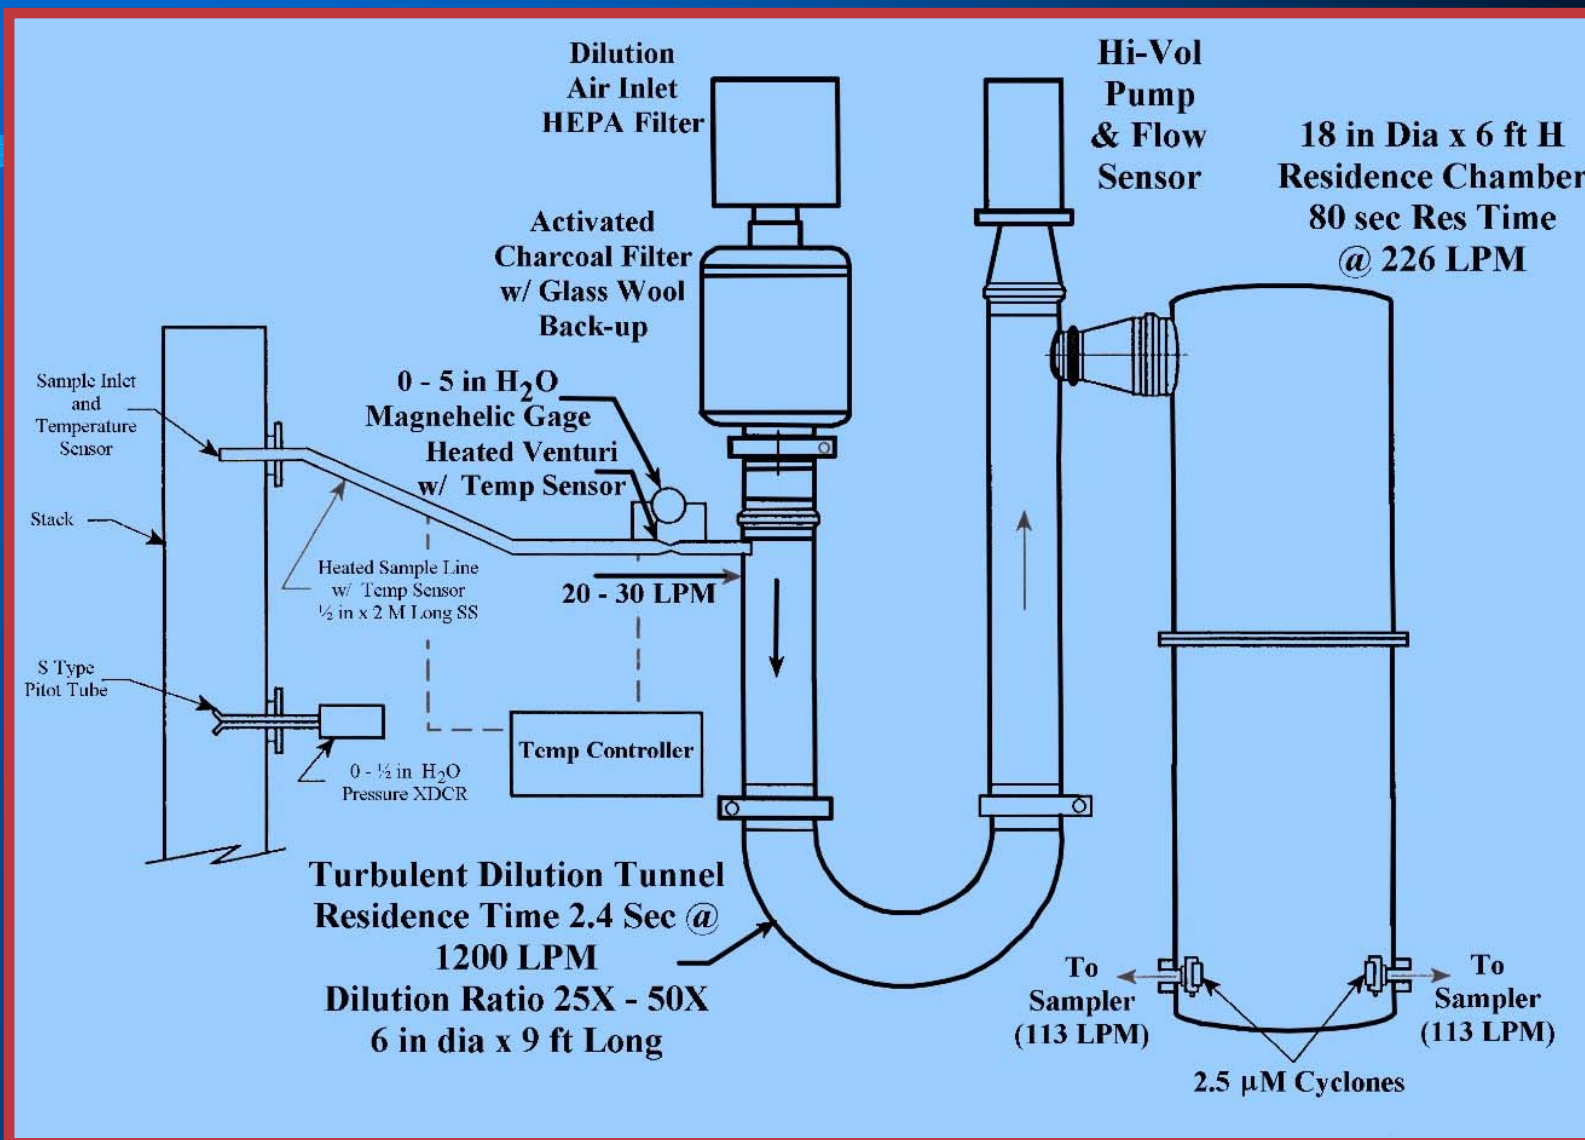 Dilution
Air Inlet
HEPA Filter
Hi-Vol
Pump
& Flow
Sensor
18 in Dia x 6 ft H
Residence Chamber
80 sec Res Time
@ 226 LPM
Activated
Charcoal Filter
w/ Glass Wool
Back-up
Sample Inlet
and
Temperature
Sensor
0 - 5 in H₂O
Magnehelic Gage
Heated Venturi
w/ Temp Sensor
Stack
Heated Sample Line
w/ Temp Sensor
½ in x 2 M Long SS
20 - 30 LPM
S Type
Pitot Tube
0 - ½ in H₂O
Pressure XDCR
Temp Controller
Turbulent Dilution Tunnel
Residence Time 2.4 Sec @
1200 LPM
Dilution Ratio 25X - 50X
6 in dia x 9 ft Long
To
Sampler
(113 LPM)
To
Sampler
(113 LPM)
2.5 µM Cyclones